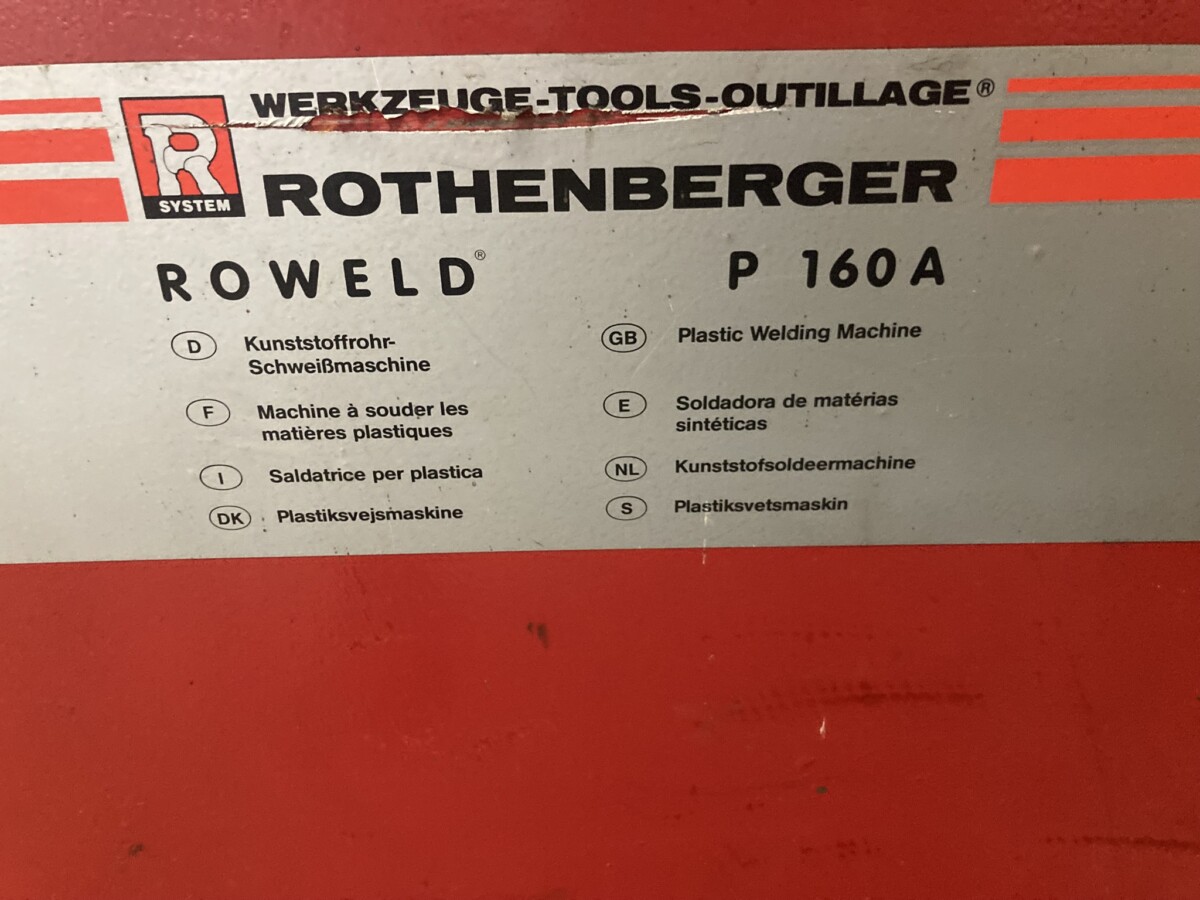 WERKZEUGE-TOOLS-OUTILLAGE®
R
SYSTEM
ROTHENBERGER
ROWELD®
P 160 A
D Kunststoffrohr-
Schweißmaschine
GB Plastic Welding Machine
F Machine à souder les
matières plastiques
E Soldadora de matérias
sintéticas
I Saldatrice per plastica
NL Kunststofsoldeermachine
DK Plastiksvejsmaskine
S Plastiksvetsmaskin